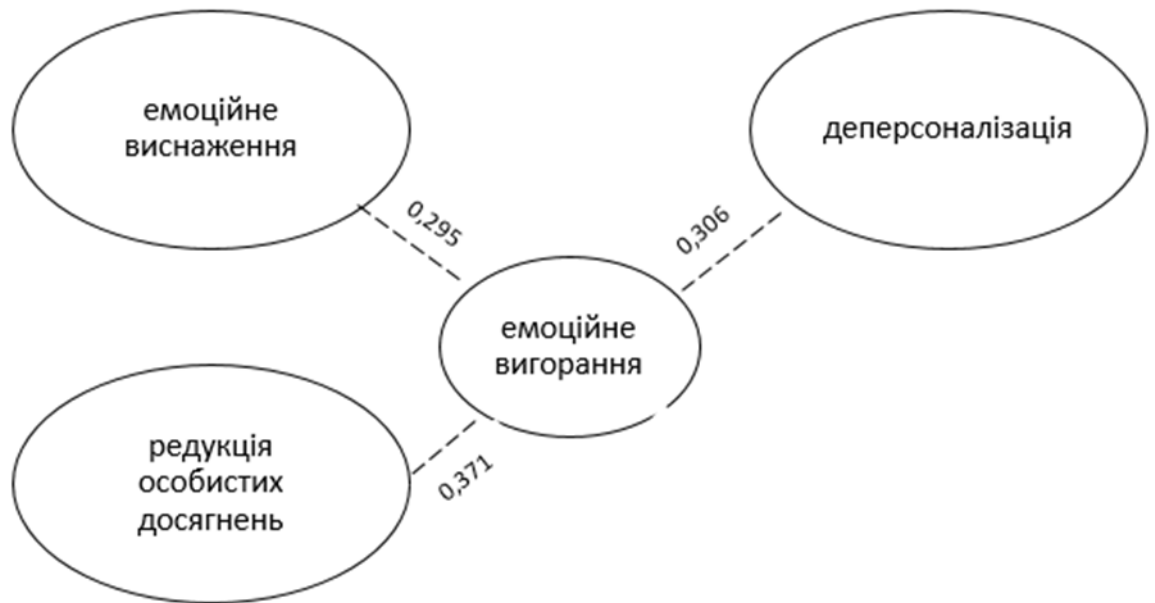 емоційне
виснаження
деперсоналізація
0,295
0,306
емоційне
вигорання
редукція
особистих
досягнень
0,371